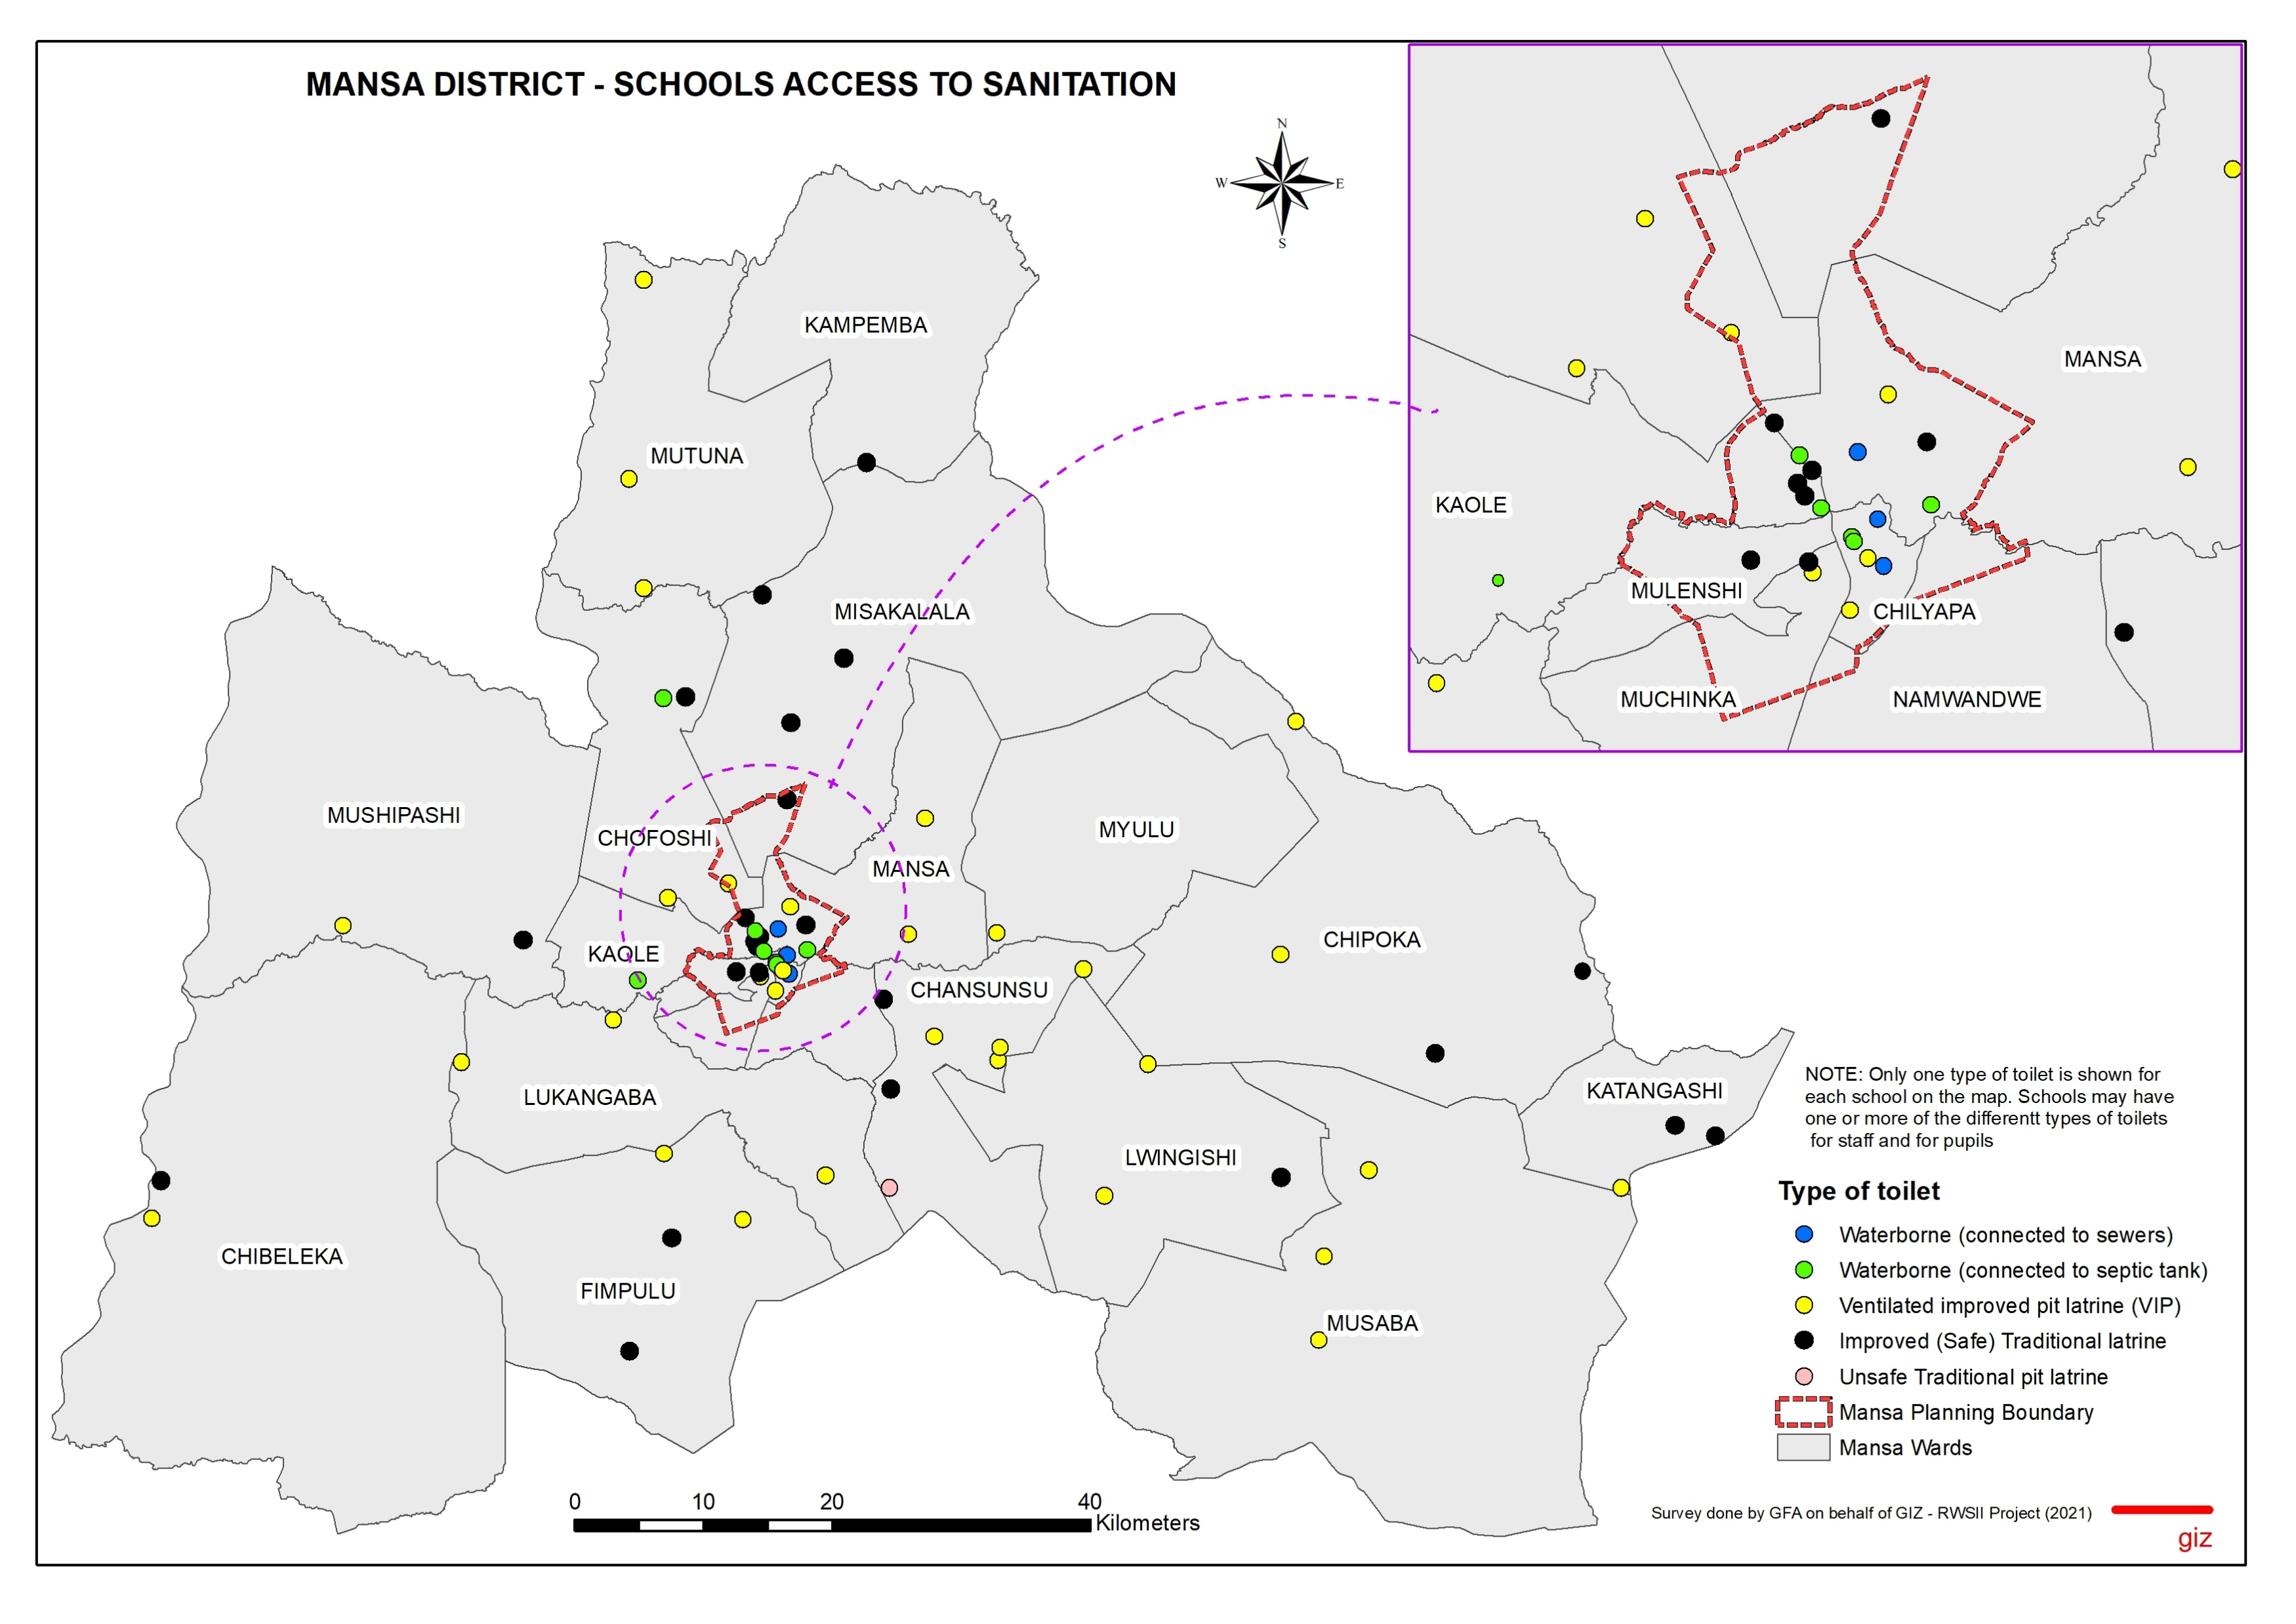 MANSA DISTRICT - SCHOOLS ACCESS TO SANITATION
N
W
E
S
KAMPEMBA
MUTUNA
MISAKALALA
MUSHIPASHI
CHOFOSHI
MANSA
MYULU
KAOLE
CHIPOKA
CHANSUNSU
LUKANGABA
KATANGASHI
LWINGISHI
CHIBELEKA
FIMPULU
MUSABA
MANSA
KAOLE
MULENSHI
CHILYAPA
MUCHINKA
NAMWANDWE
NOTE: Only one type of toilet is shown for
each school on the map. Schools may have
one or more of the differentt types of toilets
for staff and for pupils
Type of toilet
Waterborne (connected to sewers)
Waterborne (connected to septic tank)
Ventilated improved pit latrine (VIP)
Improved (Safe) Traditional latrine
Unsafe Traditional pit latrine
Mansa Planning Boundary
Mansa Wards
0 10 20 40
Kilometers
Survey done by GFA on behalf of GIZ - RWSII Project (2021)
giz